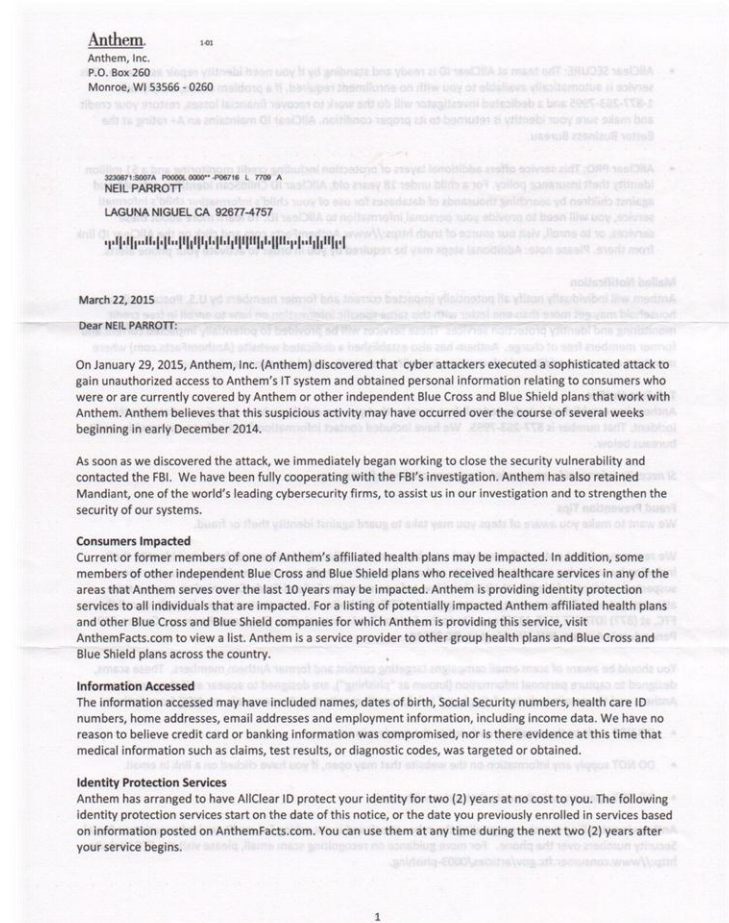 Anthem.
1-01
Anthem, Inc.
P.O. Box 260
Monroe, WI 53566 - 0260
3230871:S007A P0000L 0000** -P06716 L 7709 A
NEIL PARROTT
LAGUNA NIGUEL CA 92677-4757
March 22, 2015
Dear NEIL PARROTT:
On January 29, 2015, Anthem, Inc. (Anthem) discovered that cyber attackers executed a sophisticated attack to
gain unauthorized access to Anthem's IT system and obtained personal information relating to consumers who
were or are currently covered by Anthem or other independent Blue Cross and Blue Shield plans that work with
Anthem. Anthem believes that this suspicious activity may have occurred over the course of several weeks
beginning in early December 2014.
As soon as we discovered the attack, we immediately began working to close the security vulnerability and
contacted the FBI. We have been fully cooperating with the FBI's investigation. Anthem has also retained
Mandiant, one of the world's leading cybersecurity firms, to assist us in our investigation and to strengthen the
security of our systems.
Consumers Impacted
Current or former members of one of Anthem's affiliated health plans may be impacted. In addition, some
members of other independent Blue Cross and Blue Shield plans who received healthcare services in any of the
areas that Anthem serves over the last 10 years may be impacted. Anthem is providing identity protection
services to all individuals that are impacted. For a listing of potentially impacted Anthem affiliated health plans
and other Blue Cross and Blue Shield companies for which Anthem is providing this service, visit
AnthemFacts.com to view a list. Anthem is a service provider to other group health plans and Blue Cross and
Blue Shield plans across the country.
Information Accessed
The information accessed may have included names, dates of birth, Social Security numbers, health care ID
numbers, home addresses, email addresses and employment information, including income data. We have no
reason to believe credit card or banking information was compromised, nor is there evidence at this time that
medical information such as claims, test results, or diagnostic codes, was targeted or obtained.
Identity Protection Services
Anthem has arranged to have AllClear ID protect your identity for two (2) years at no cost to you. The following
identity protection services start on the date of this notice, or the date you previously enrolled in services based
on information posted on AnthemFacts.com. You can use them at any time during the next two (2) years after
your service begins.
1